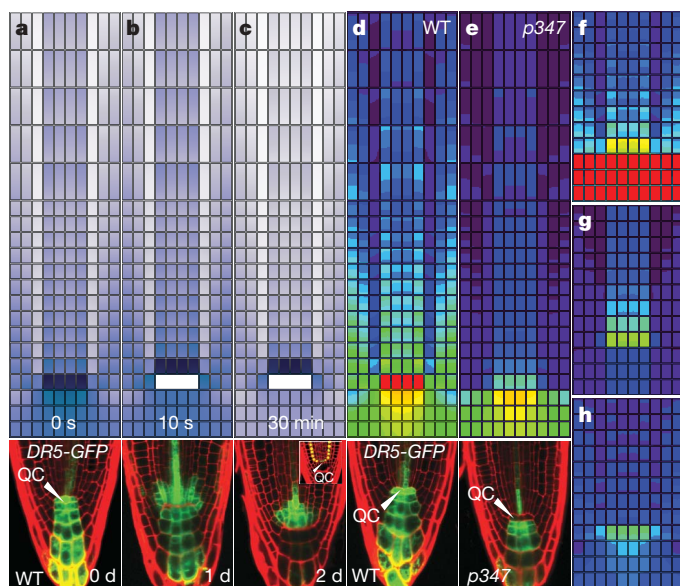 a b c d WT e p347 f
g
h
0 s 10 s 30 min
DR5-GFP
QC
WT 0 d
1 d
QC
2 d
DR5-GFP
QC
WT
QC
p347